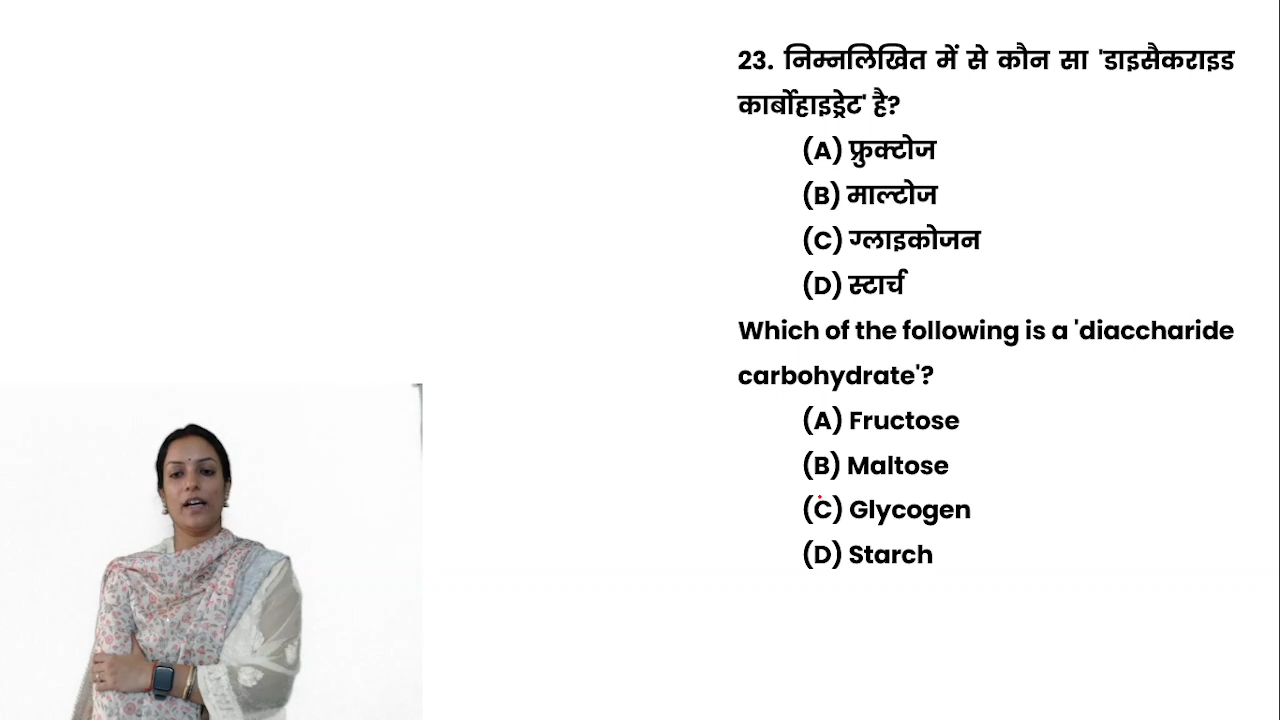 23. निम्नलिखित में से कौन सा 'डाइसैकराइड
कार्बोहाइड्रेट' है?
(A) फ्रुक्टोज
(B) माल्टोज
(C) ग्लाइकोजन
(D) स्टार्च
Which of the following is a 'diaccharide
carbohydrate'?
(A) Fructose
(B) Maltose
(C) Glycogen
(D) Starch